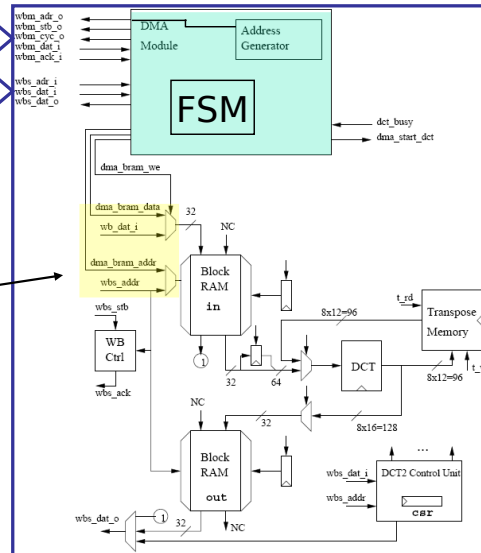 wbm_adr_o
wbm_stb_o
wbm_cyc_o
wbm_dat_i
wbm_ack_i
wbs_adr_i
wbs_dat_i
wbs_dat_o
DMA
Module
Address
Generator
FSM
dct_busy
dma_start_dct
dma_bram_we
dma_bram_data
32
wb_dat_i
NC
dma_bram_addr
wbs_addr
Block
RAM
in
wbs_stb
WB
Ctrl
wbs_ack
1
32
64
8x12=96
t_rd
Transpose
Memory
DCT
8x12=96
NC
32
8x16=128
Block
RAM
out
...
wbs_dat_i
DCT2 Control Unit
wbs_addr
csr
wbs_dat_o
1
32
NC